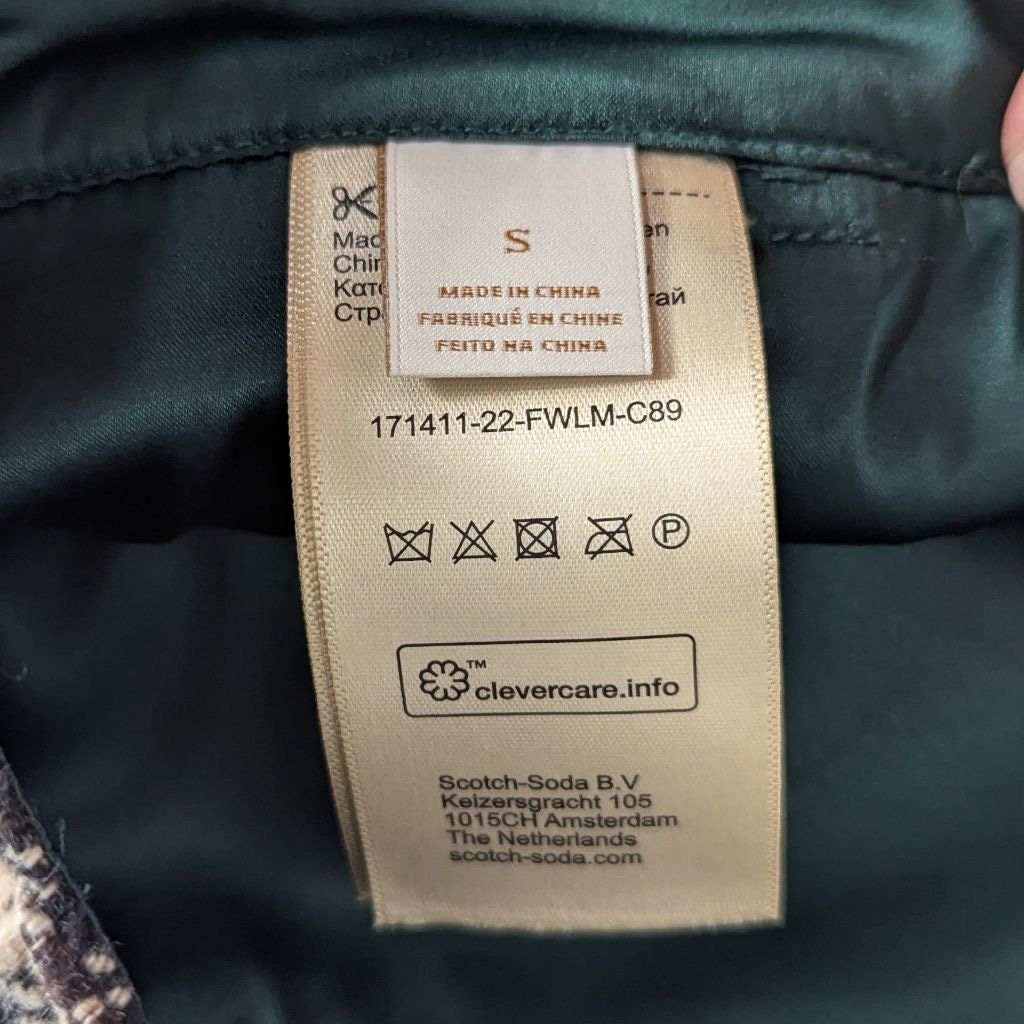 S
MADE IN CHINA
FABRIQUÉ EN CHINE
FEITO NA CHINA
171411-22-FWLM-C89
P
TM
clevercare.info
Scotch-Soda B.V
Keizersgracht 105
1015CH Amsterdam
The Netherlands
scotch-soda.com